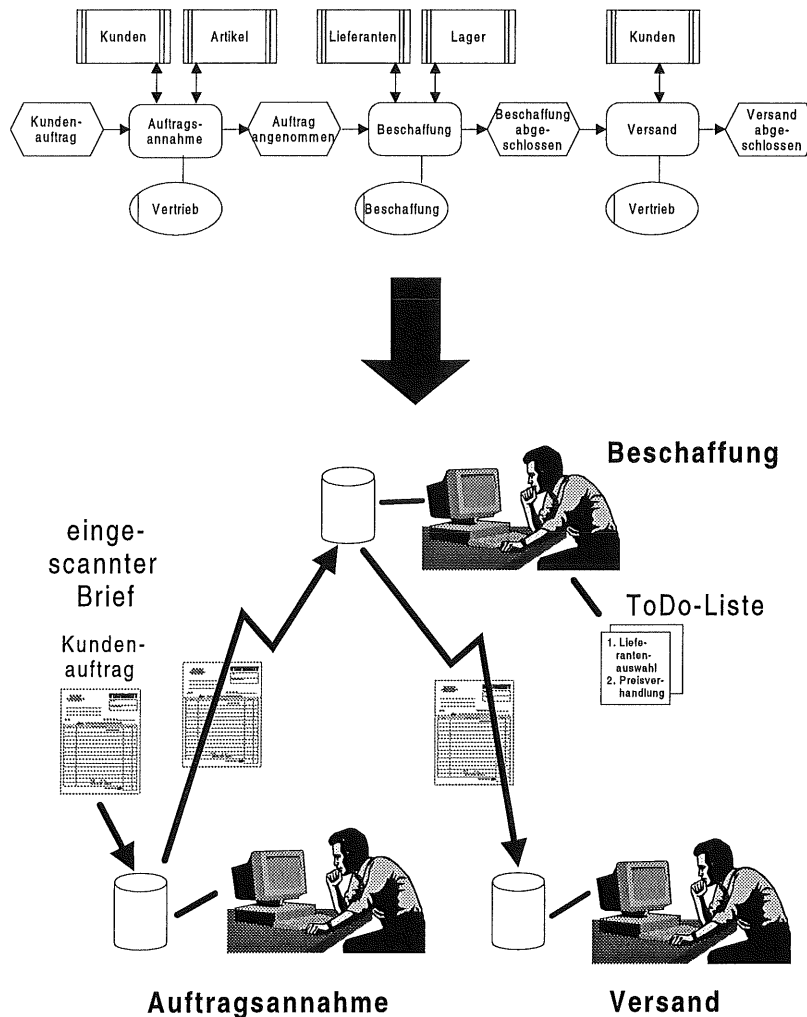 Kunden
Artikel
Lieferanten
Lager
Kunden
Kunden-
auftrag
Auftrags-
annahme
Auftrag
angenommen
Beschaffung
Beschaffung
abge-
schlossen
Versand
Versand
abge-
schlossen
Vertrieb
Beschaffung
Vertrieb
Beschaffung
einge-
scannter
Brief
ToDo-Liste
Kunden-
auftrag
1. Liefe-
ranten-
auswahl
2. Preisver-
handlung
Auftragsannahme
Versand